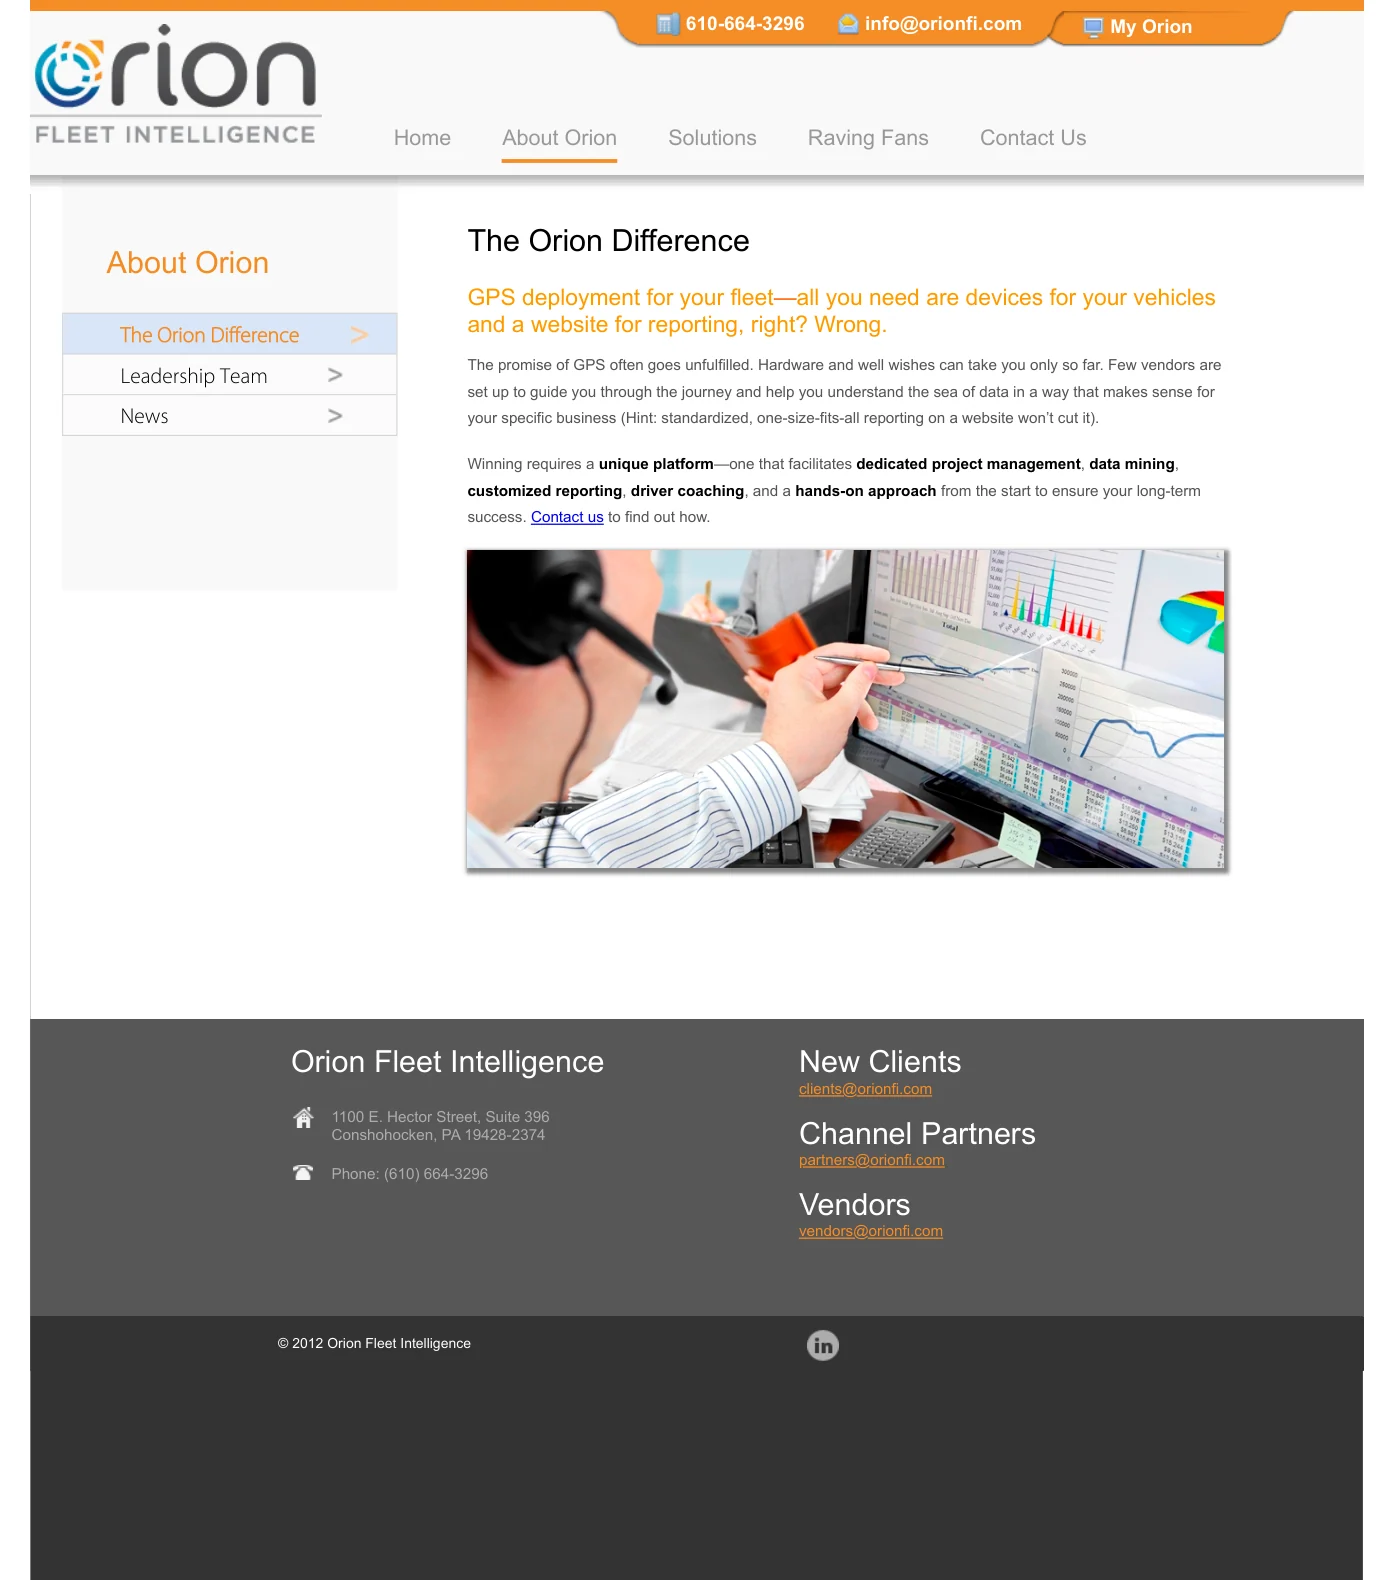 610-664-3296
info@orionfi.com
My Orion
orion
FLEET INTELLIGENCE
Home
About Orion
Solutions
Raving Fans
Contact Us
About Orion
The Orion Difference >
Leadership Team >
News >
The Orion Difference
GPS deployment for your fleet—all you need are devices for your vehicles
and a website for reporting, right? Wrong.
The promise of GPS often goes unfulfilled. Hardware and well wishes can take you only so far. Few vendors are
set up to guide you through the journey and help you understand the sea of data in a way that makes sense for
your specific business (Hint: standardized, one-size-fits-all reporting on a website won’t cut it).
Winning requires a unique platform—one that facilitates dedicated project management, data mining,
customized reporting, driver coaching, and a hands-on approach from the start to ensure your long-term
success. Contact us to find out how.
Total
Orion Fleet Intelligence
1100 E. Hector Street, Suite 396
Conshohocken, PA 19428-2374
Phone: (610) 664-3296
New Clients
clients@orionfi.com
Channel Partners
partners@orionfi.com
Vendors
vendors@orionfi.com
© 2012 Orion Fleet Intelligence
in